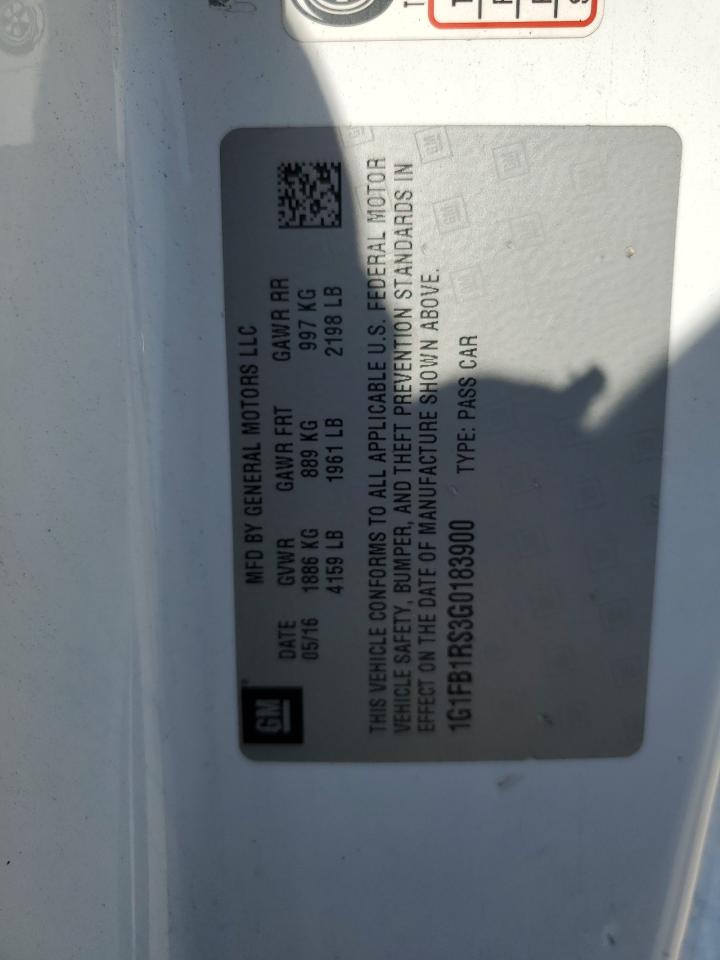 MFD BY GENERAL MOTORS LLC
DATE GVWR GAWR FRT GAWR RR
05/16 1886 KG 889 KG 997 KG
4159 LB 1961 LB 2198 LB
GM
THIS VEHICLE CONFORMS TO ALL APPLICABLE U.S. FEDERAL MOTOR
VEHICLE SAFETY, BUMPER, AND THEFT PREVENTION STANDARDS IN
EFFECT ON THE DATE OF MANUFACTURE SHOWN ABOVE.
1G1FB1RS3G0183900 TYPE: PASS CAR